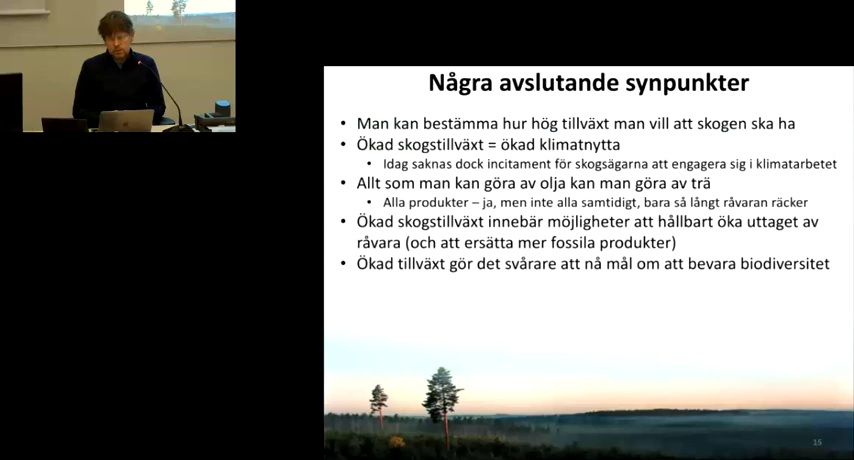 Några avslutande synpunkter
• Man kan bestämma hur hög tillväxt man vill att skogen ska ha
• Ökad skogstillväxt = ökad klimatnytta
• Idag saknas dock incitament för skogsägarna att engagera sig i klimatarbetet
• Allt som man kan göra av olja kan man göra av trä
• Alla produkter – ja, men inte alla samtidigt, bara så långt råvaran räcker
• Ökad skogstillväxt innebär möjligheter att hållbart öka uttaget av
råvara (och att ersätta mer fossila produkter)
• Ökad tillväxt gör det svårare att nå mål om att bevara biodiversitet
15